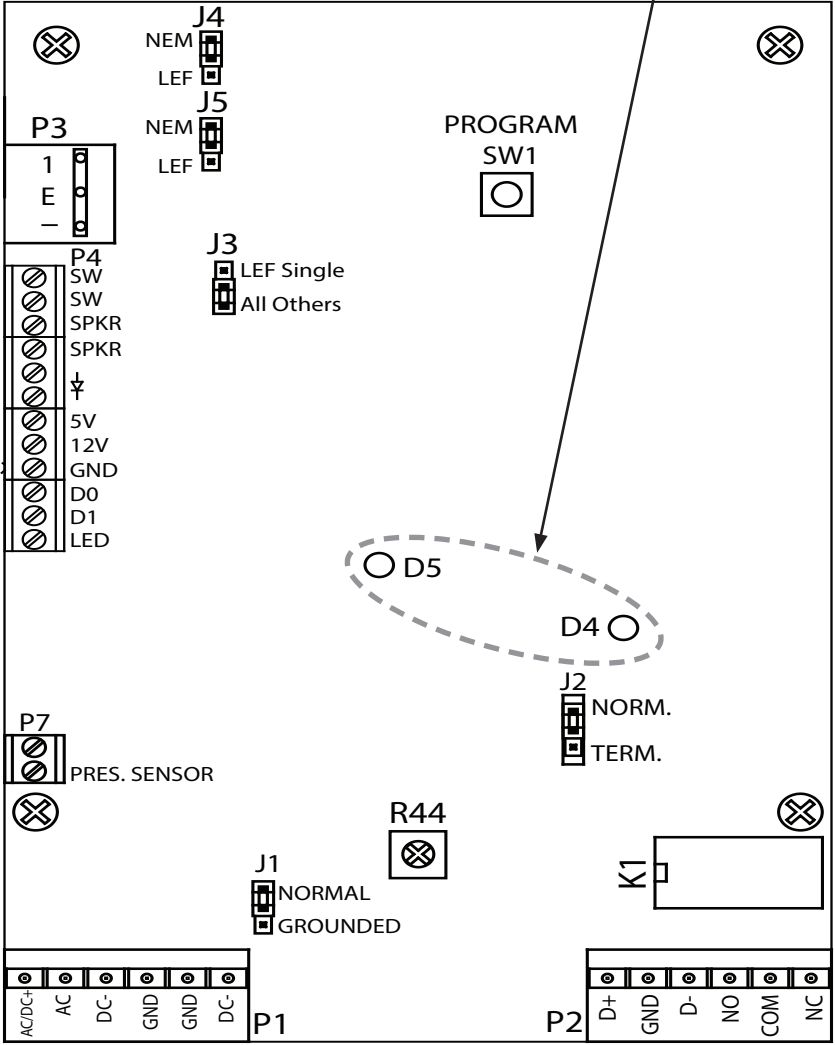 J4
NEM
LEF
J5
NEM
LEF
P3
1
E
–
PROGRAM
SW1
J3
LEF Single
All Others
P4
SW
SW
SPKR
SPKR
5V
12V
GND
D0
D1
LED
D5
D4
J2
NORM.
TERM.
P7
PRES. SENSOR
R44
K1
J1
NORMAL
GROUNDED
AC/DC+
AC
DC-
GND
GND
DC-
P1
P2
D+
GND
D-
NO
COM
NC